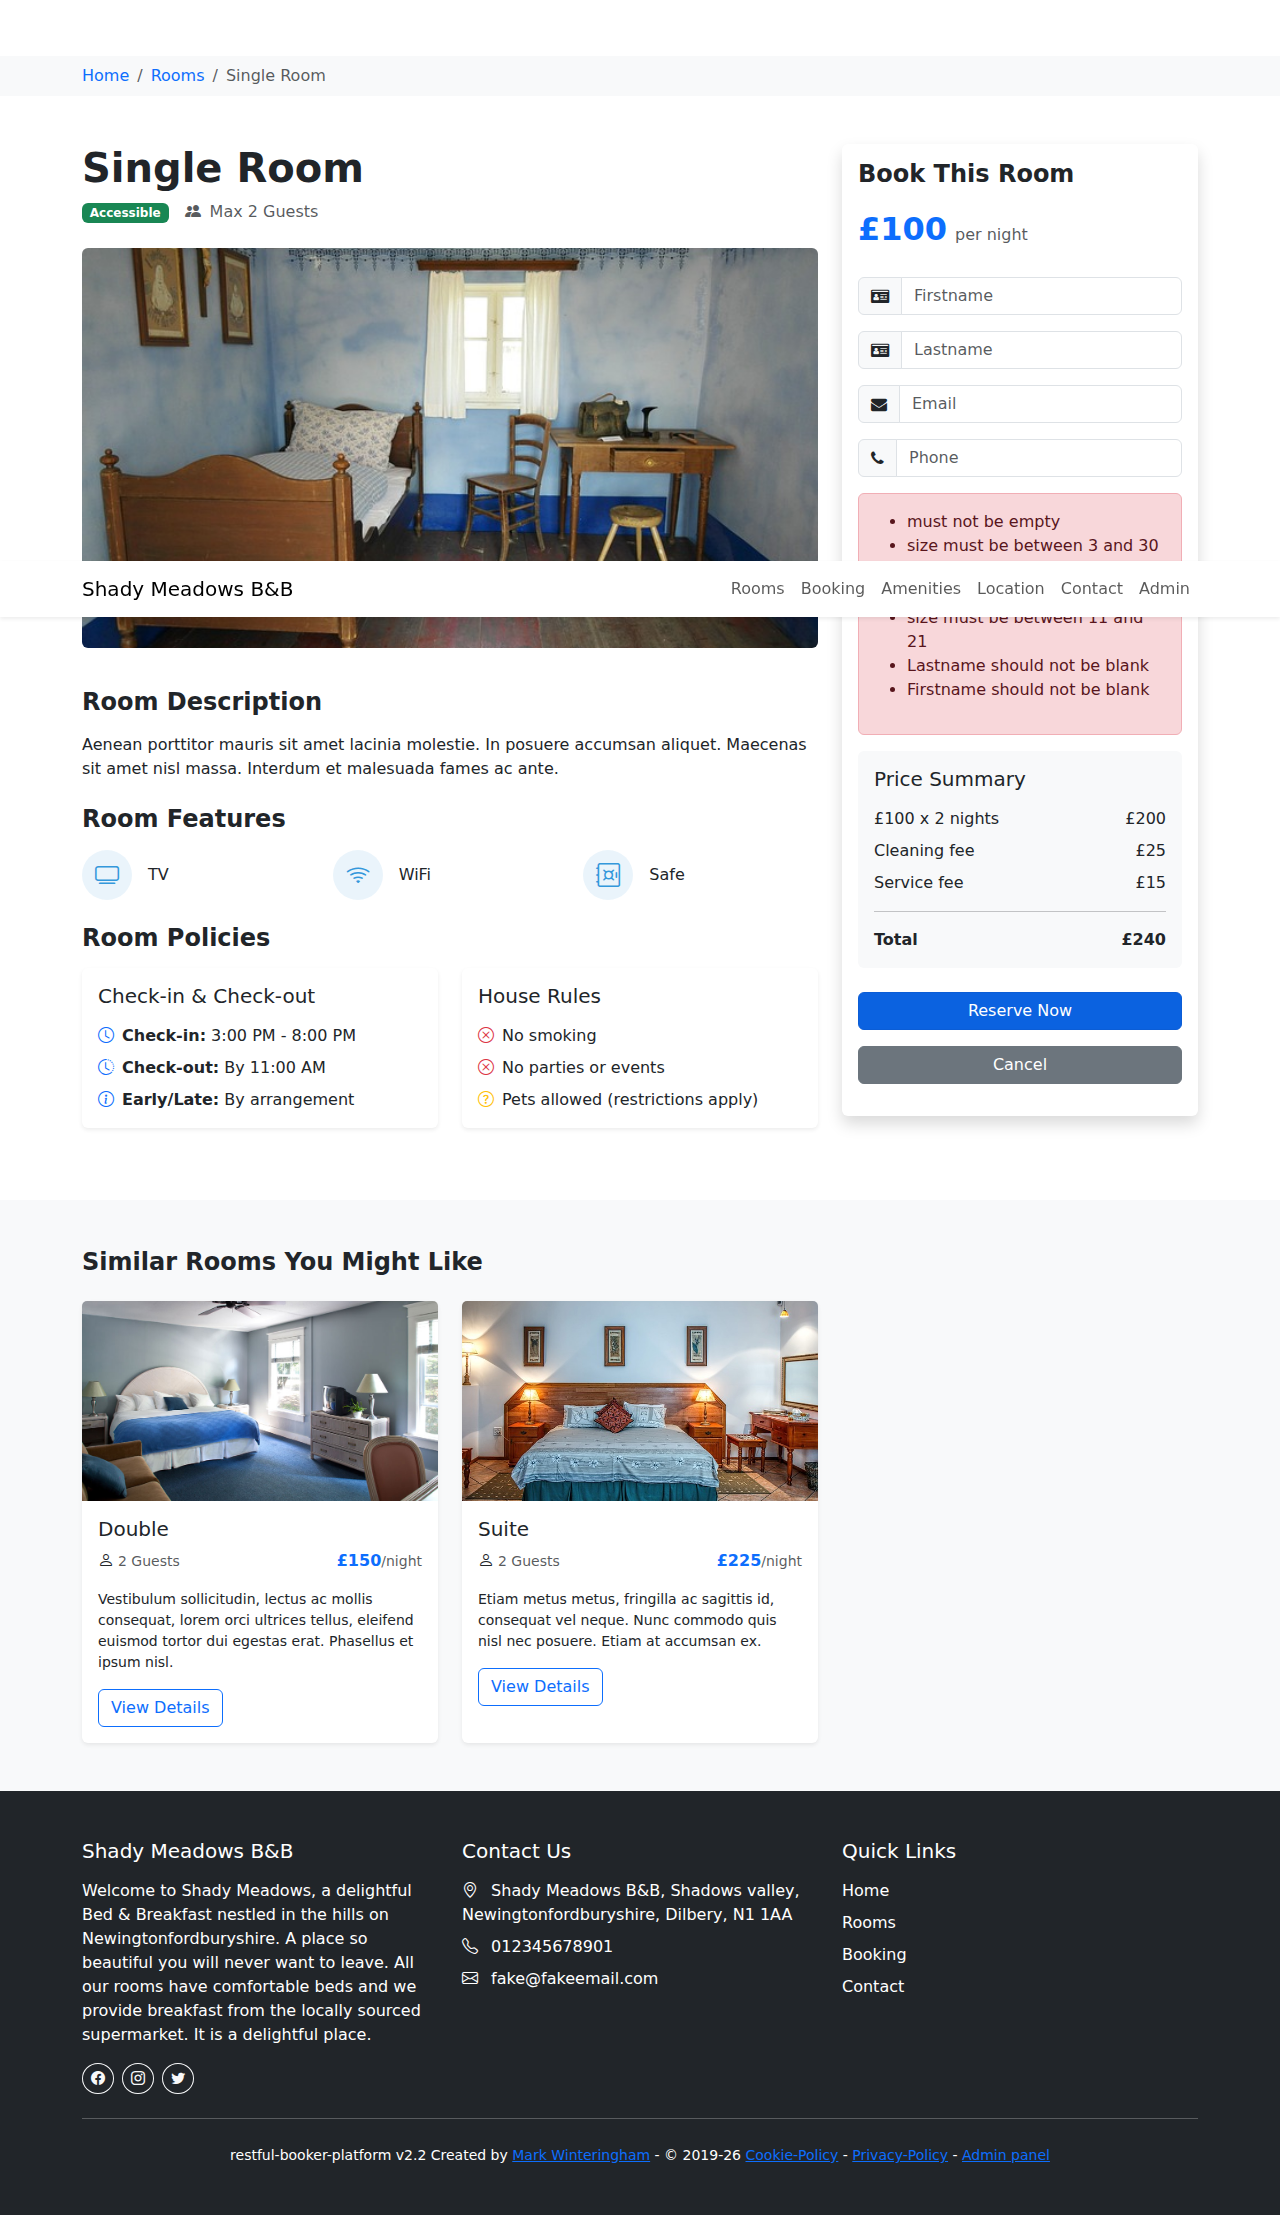 Home / Rooms / Single Room
Single Room
Accessible Max 2 Guests
Book This Room
£100 per night
Firstname
Lastname
Email
Phone
must not be empty
size must be between 3 and 30
Shady Meadows B&B
Rooms Booking Amenities Location Contact Admin
size must be between 11 and
21
Lastname should not be blank
Firstname should not be blank
Room Description
Aenean porttitor mauris sit amet lacinia molestie. In posuere accumsan aliquet. Maecenas
sit amet nisl massa. Interdum et malesuada fames ac ante.
Room Features
TV
WiFi
Safe
Room Policies
Check-in & Check-out
Check-in: 3:00 PM - 8:00 PM
Check-out: By 11:00 AM
Early/Late: By arrangement
House Rules
No smoking
No parties or events
Pets allowed (restrictions apply)
Price Summary
£100 x 2 nights £200
Cleaning fee £25
Service fee £15
Total £240
Reserve Now
Cancel
Similar Rooms You Might Like
Double
2 Guests £150/night
Vestibulum sollicitudin, lectus ac mollis
consequat, lorem orci ultrices tellus, eleifend
euismod tortor dui egestas erat. Phasellus et
ipsum nisl.
View Details
Suite
2 Guests £225/night
Etiam metus metus, fringilla ac sagittis id,
consequat vel neque. Nunc commodo quis
nisl nec posuere. Etiam at accumsan ex.
View Details
Shady Meadows B&B
Welcome to Shady Meadows, a delightful
Bed & Breakfast nestled in the hills on
Newingtonfordburyshire. A place so
beautiful you will never want to leave. All
our rooms have comfortable beds and we
provide breakfast from the locally sourced
supermarket. It is a delightful place.
Contact Us
Shady Meadows B&B, Shadows valley,
Newingtonfordburyshire, Dilbery, N1 1AA
012345678901
fake@fakeemail.com
Quick Links
Home
Rooms
Booking
Contact
restful-booker-platform v2.2 Created by Mark Winteringham - © 2019-26 Cookie-Policy - Privacy-Policy - Admin panel